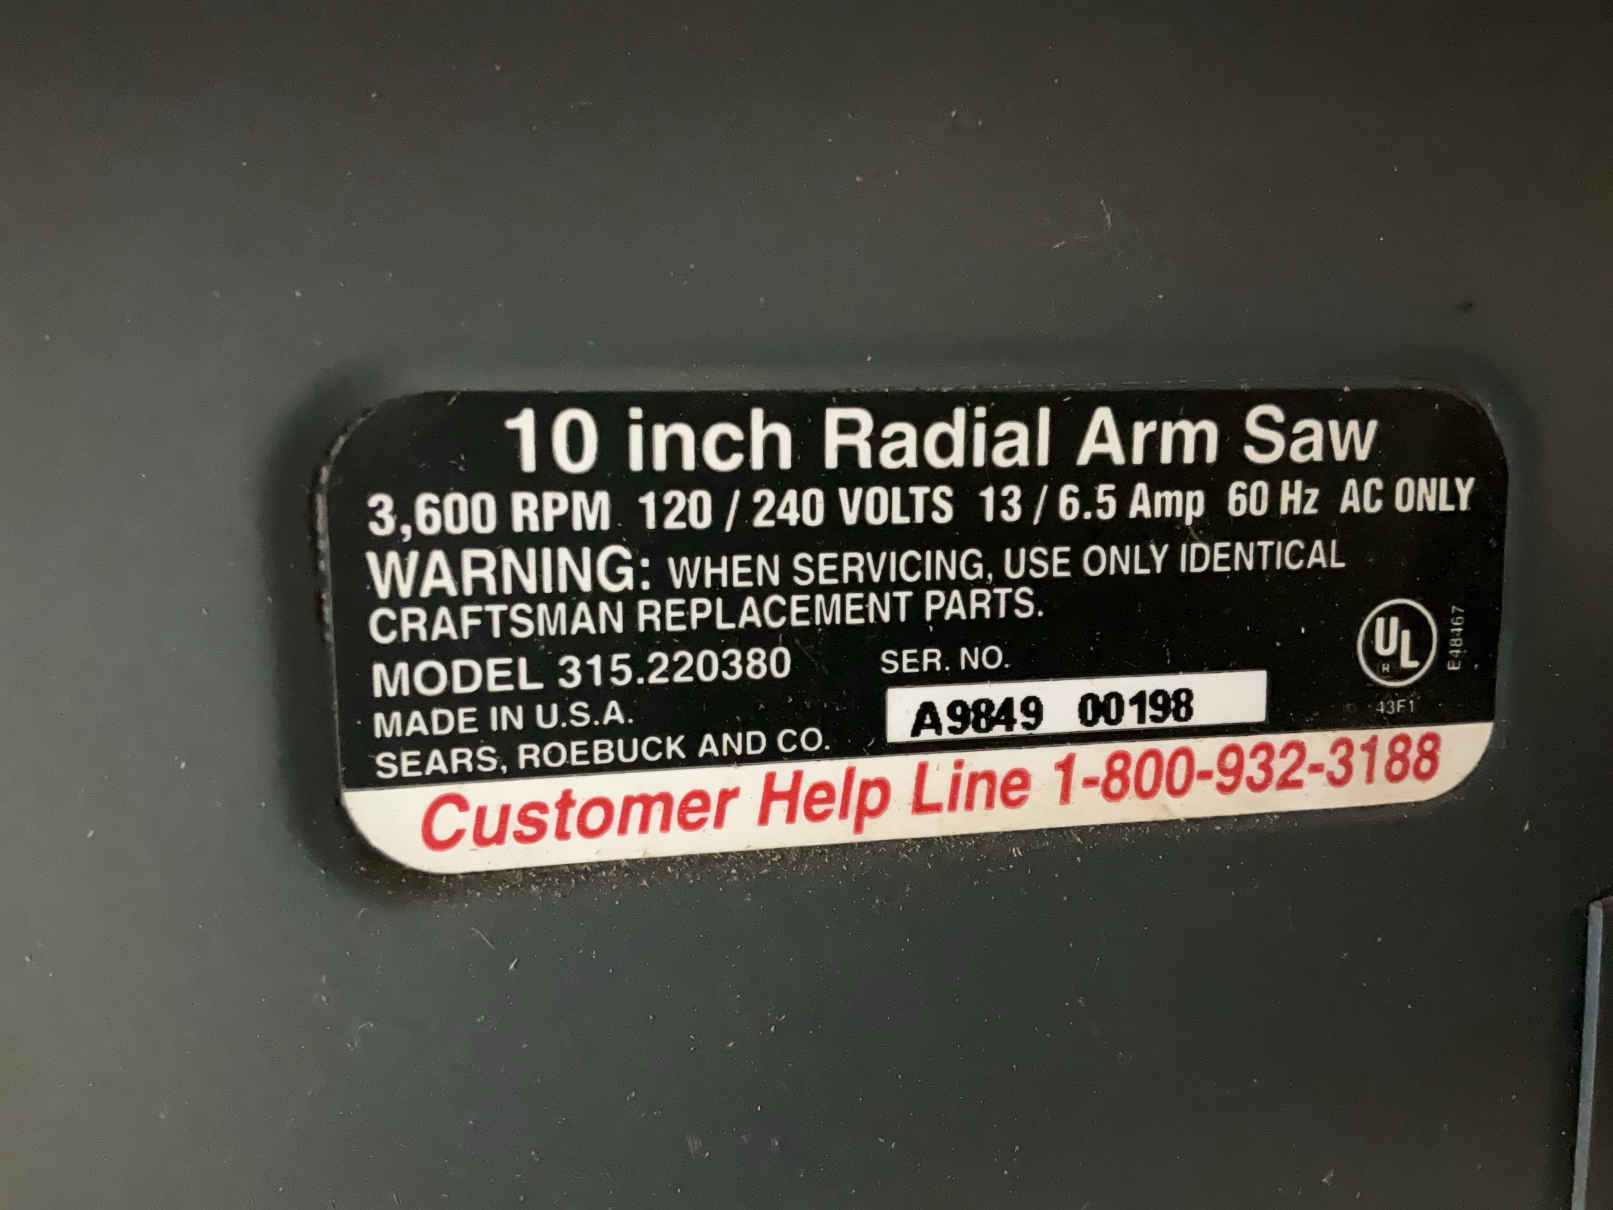 10 inch Radial Arm Saw
3,600 RPM 120 / 240 VOLTS 13 / 6.5 Amp 60 Hz AC ONLY
WARNING: WHEN SERVICING, USE ONLY IDENTICAL
CRAFTSMAN REPLACEMENT PARTS.
MODEL 315.220380
SER. NO.
A9849 00198
MADE IN U.S.A.
SEARS, ROEBUCK AND CO.
UL
R
E48467
43F1
Customer Help Line 1-800-932-3188